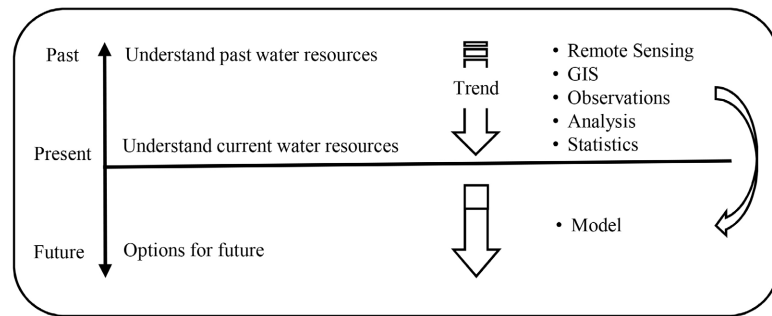 Past
Understand past water resources
Trend
• Remote Sensing
• GIS
• Observations
• Analysis
• Statistics
Present
Understand current water resources
Future
Options for future
• Model